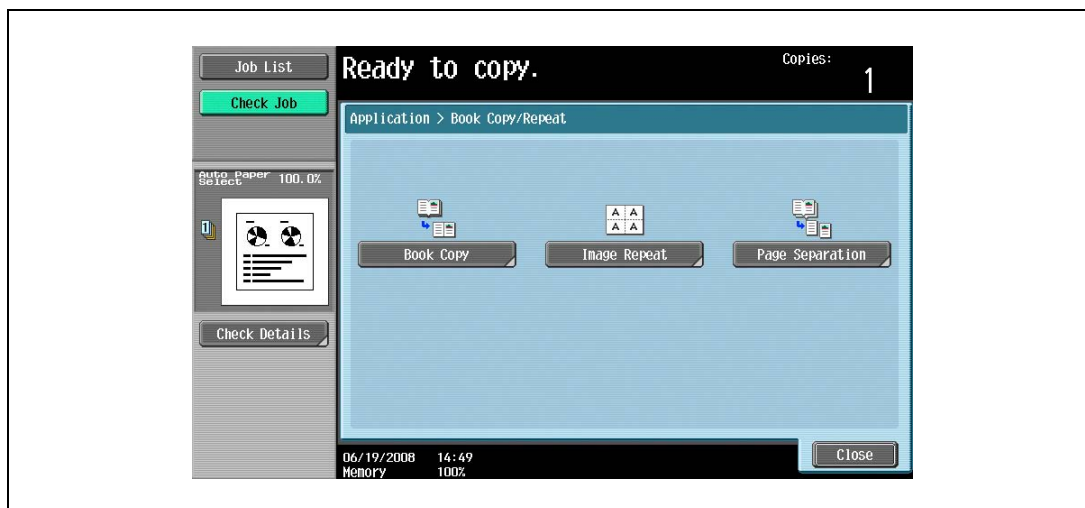 Job List
Check Job
Ready to copy.
Copies:
1
Application > Book Copy/Repeat
Auto Paper
Select 100.0%
1
A A
A A
Book Copy
Image Repeat
Page Separation
Check Details
Close
06/19/2008 14:49
Memory 100%